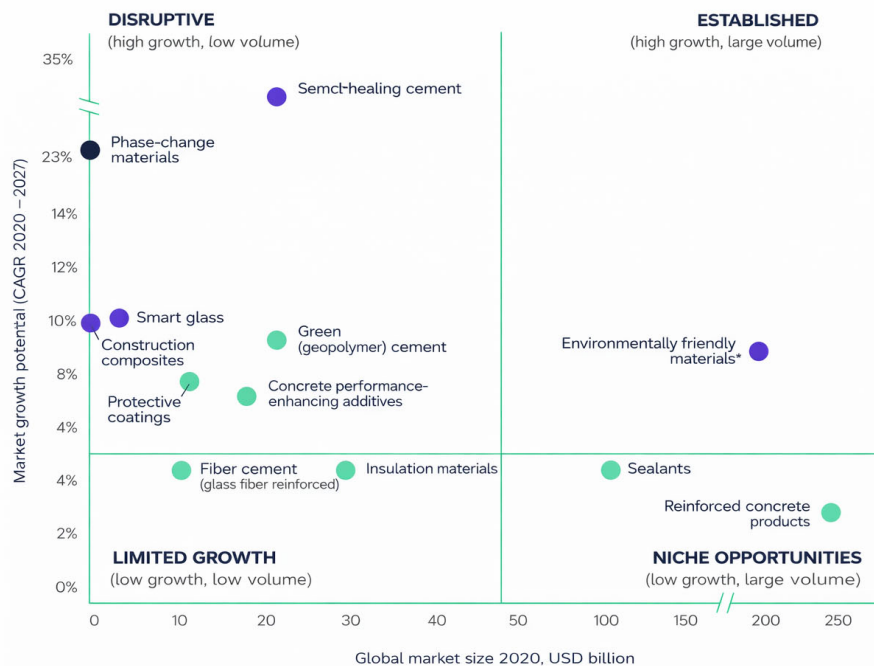 DISRUPTIVE
(high growth, low volume)
ESTABLISHED
(high growth, large volume)
35%
Semct-healing cement
Phase-change
materials
23%
14%
12%
10%
Smart glass
Construction
composites
Green
(geopolymer) cement
Environmentally friendly
materials*
8%
Protective
coatings
Concrete performance-
enhancing additives
4%
4%
Fiber cement
(glass fiber reinforced)
Insulation materials
Sealants
Reinforced concrete
products
2%
LIMITED GROWTH
(low growth, low volume)
NICHE OPPORTUNITIES
(low growth, large volume)
0%
0 10 20 30 40 50 100 150 200 250
Global market size 2020, USD billion
Market growth potential (CAGR 2020 – 2027)